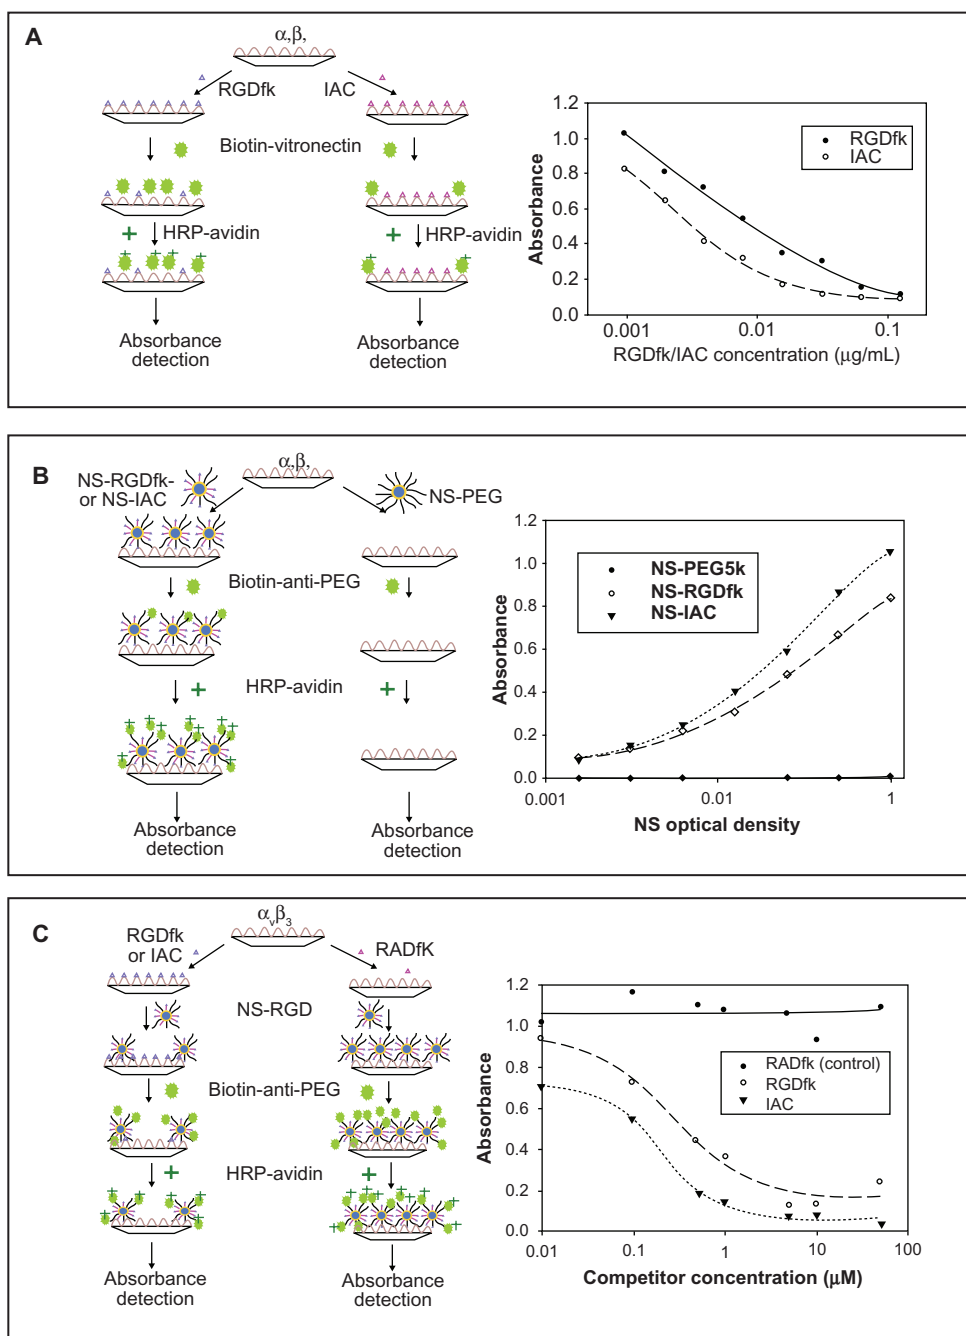 A
α,β,
RGDfk
IAC
Biotin-vitronectin
HRP-avidin
HRP-avidin
Absorbance
detection
Absorbance
detection
Absorbance
1.2
1.0
0.8
0.6
0.4
0.2
0.0
RGDfk
IAC
0.001
0.01
0.1
RGDfk/IAC concentration (μg/mL)
B
α,β,
NS-RGDfk-
or NS-IAC
NS-PEG
Biotin-anti-PEG
HRP-avidin
Absorbance
detection
Absorbance
detection
Absorbance
1.2
1.0
0.8
0.6
0.4
0.2
0.0
NS-PEG5k
NS-RGDfk
NS-IAC
0.001
0.01
1
NS optical density
C
αvβ3
RGDfk
or IAC
RADfK
NS-RGD
Biotin-anti-PEG
HRP-avidin
Absorbance
detection
Absorbance
detection
Absorbance
1.2
1.0
0.8
0.6
0.4
0.2
0.0
RADfk (control)
RGDfk
IAC
0.01
0.1
1
10
100
Competitor concentration (μM)